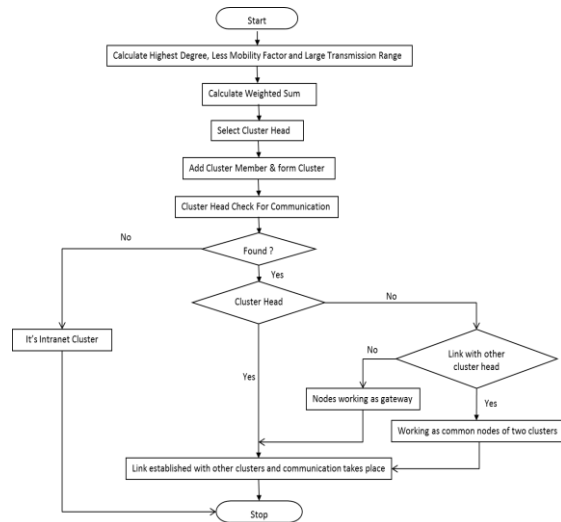 Start
Calculate Highest Degree, Less Mobility Factor and Large Transmission Range
Calculate Weighted Sum
Select Cluster Head
Add Cluster Member & form Cluster
Cluster Head Check For Communication
No
Found ?
Yes
Cluster Head
No
It's Intranet Cluster
Link with other
cluster head
No
Yes
Nodes working as gateway
Yes
Working as common nodes of two clusters
Link established with other clusters and communication takes place
Stop